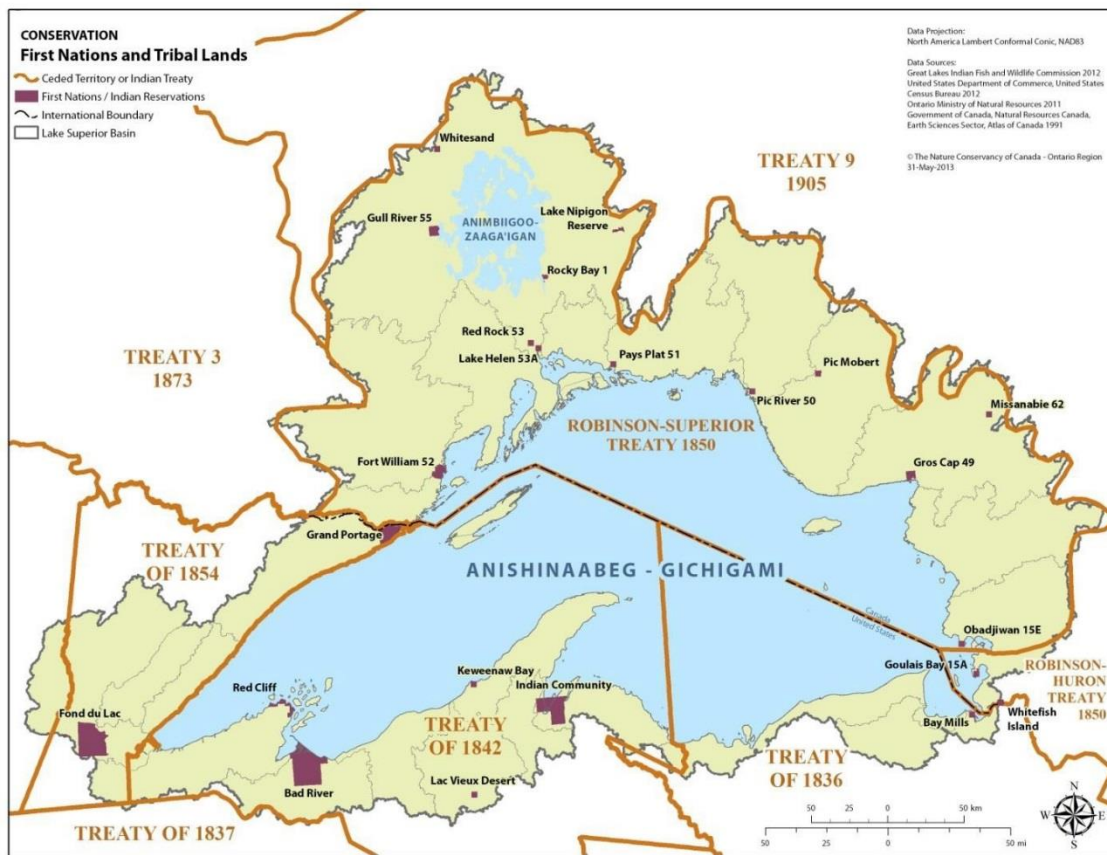 CONSERVATION
First Nations and Tribal Lands
Ceded Territory or Indian Treaty
First Nations / Indian Reservations
International Boundary
Lake Superior Basin
Data Projection:
North America Lambert Conformal Conic, NAD83
Data Sources:
Great Lakes Indian Fish and Wildlife Commission 2012
United States Department of Commerce, United States
Census Bureau 2012
Ontario Ministry of Natural Resources 2011
Government of Canada, Natural Resources Canada,
Earth Sciences Sector, Atlas of Canada 1991
© The Nature Conservancy of Canada - Ontario Region
31-May-2013
Whitesand
TREATY 9
1905
Gull River 55
ANIMBIIGOO-
ZAAGA'IGAN
Lake Nipigon
Reserve
Rocky Bay 1
TREATY 3
1873
Red Rock 53
Lake Helen 53A
Pays Plat 51
Pic Mobert
Pic River 50
Missanabie 62
ROBINSON-SUPERIOR
TREATY 1850
Fort William 52
Gros Cap 49
Grand Portage
TREATY
OF 1854
ANISHINAABEG - GICHIGAMI
Canada
United States
Obadjiwan 15E
Goulais Bay 15A
ROBINSON-
HURON
TREATY
1850
Keweenaw Bay
Indian Community
Red Cliff
Fond du Lac
TREATY
OF 1842
Bay Mills
Whitefish
Island
TREATY
OF 1836
Lac Vieux Desert
Bad River
TREATY OF 1837
50 25 0 50 km
50 25 0 50 mi
N
W E
S